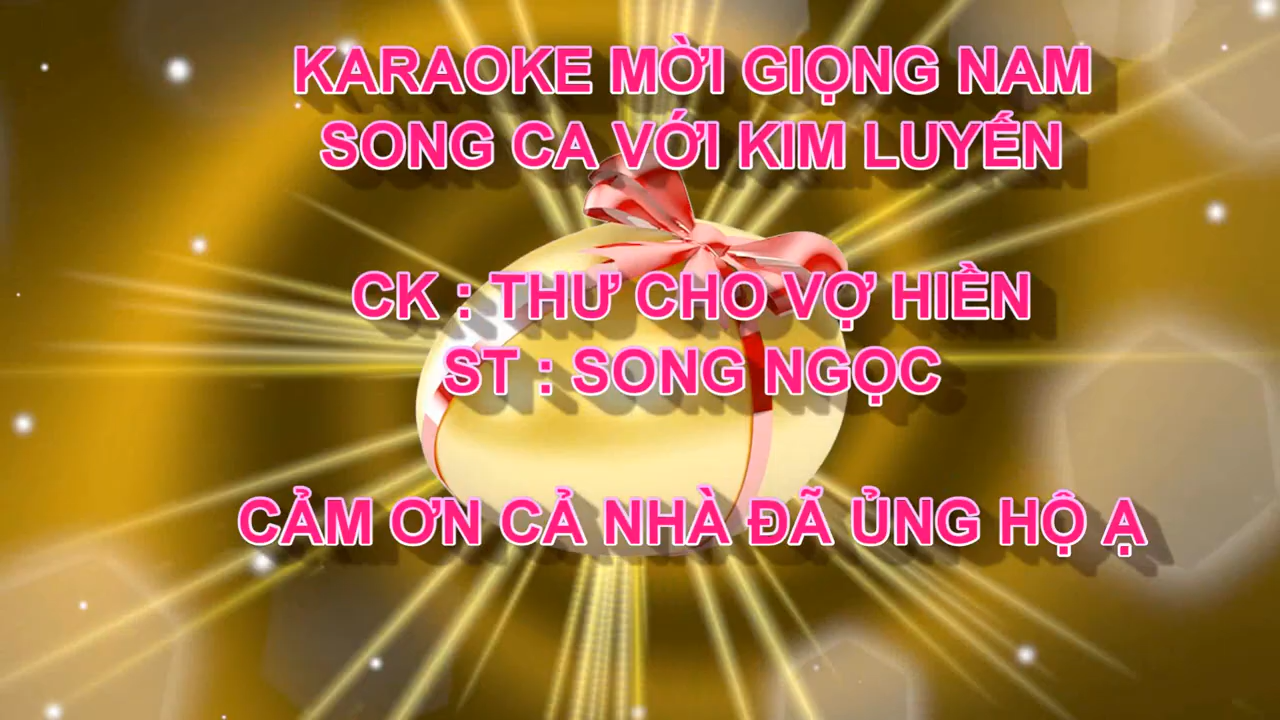 KARAOKE MỜI GIỌNG NAM
SONG CA VỚI KIM LUYẾN
CK : THƯ CHO VỢ HIỀN
ST : SONG NGỌC
CẢM ƠN CẢ NHÀ ĐÃ ỦNG HỘ Ạ